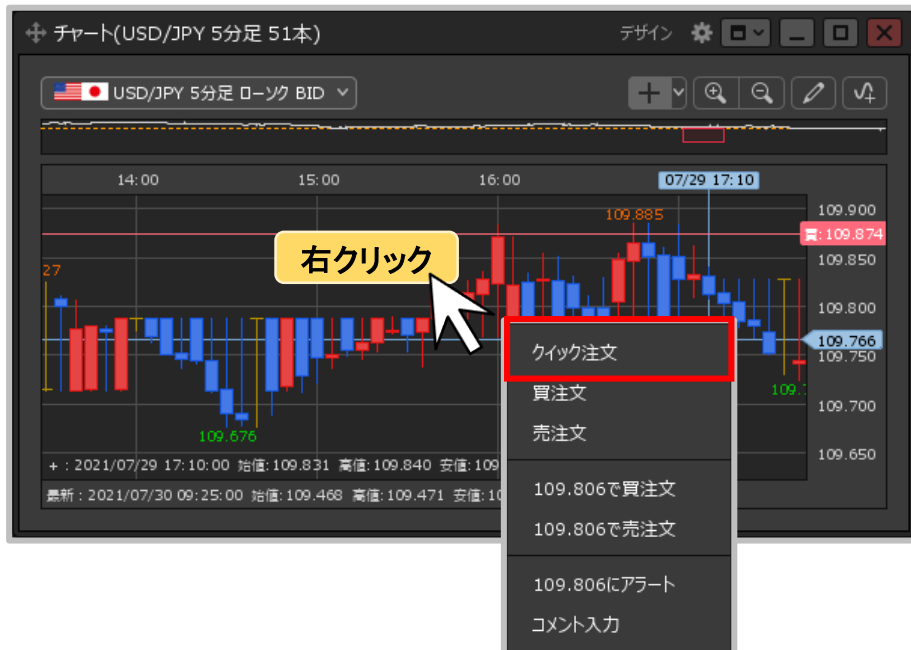 チャート(USD/JPY 5分足 51本)
デザイン
USD/JPY 5分足 ローソク BID
14:00 15:00 16:00 07/29 17:10
109.885
109.900
買:109.874
右クリック
109.850
27
109.800
109.766
109.750
クイック注文
買注文
109.700
売注文
109.676
109.650
+ : 2021/07/29 17:10:00 始値:109.831 高値:109.840 安値:109
109.806で買注文
最新 : 2021/07/30 09:25:00 始値:109.468 高値:109.471 安値:10
109.806で売注文
109.806にアラート
コメント入力